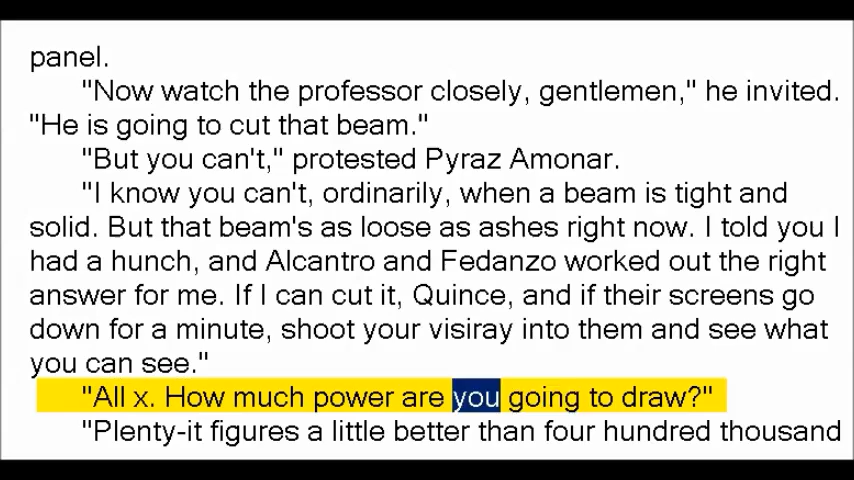 panel.
"Now watch the professor closely, gentlemen," he invited.
"He is going to cut that beam."
"But you can't," protested Pyraz Amonar.
"I know you can't, ordinarily, when a beam is tight and
solid. But that beam's as loose as ashes right now. I told you I
had a hunch, and Alcantro and Fedanzo worked out the right
answer for me. If I can cut it, Quince, and if their screens go
down for a minute, shoot your visiray into them and see what
you can see."
"All x. How much power are you going to draw?"
"Plenty-it figures a little better than four hundred thousand